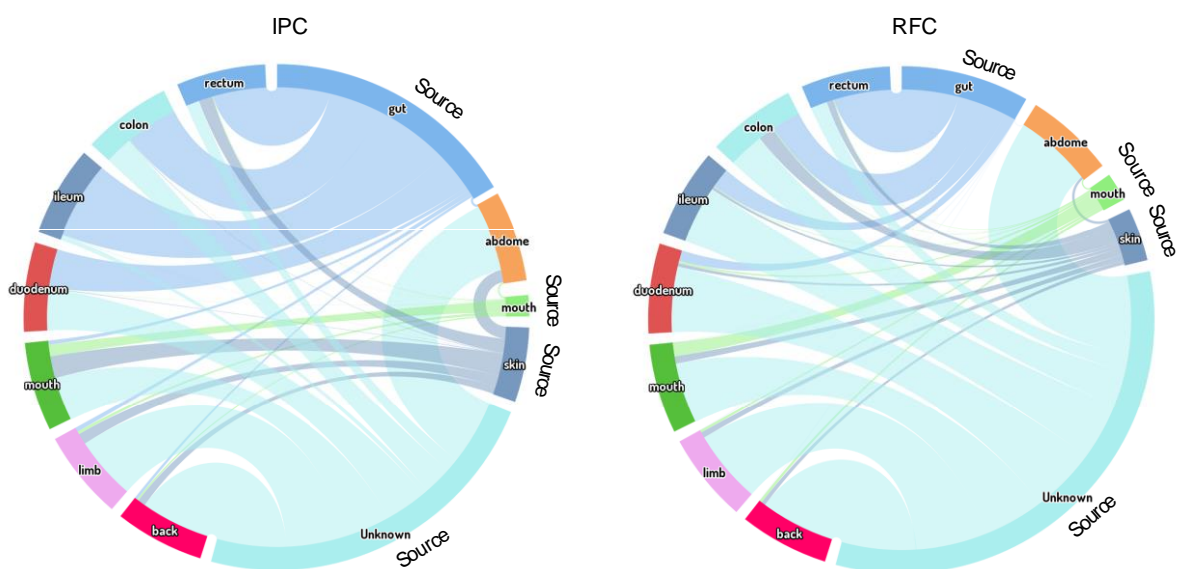 IPC
RFC
rectum
Source
gut
colon
ileum
abdome
duodenum
Source
mouth
mouth
skin
Source
limb
back
Unknown
Source
rectum
Source
gut
colon
abdome
Source
ileum
mouth
Source
skin
duodenum
mouth
limb
Unknown
back
Source